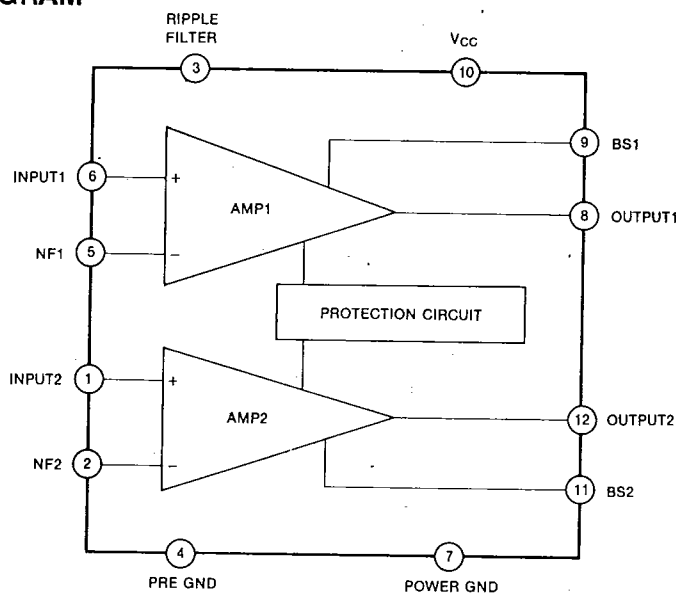 RIPPLE
FILTER
VCC
3
10
9 BS1
INPUT1 6 +
AMP1
8 OUTPUT1
NF1 5 −
PROTECTION CIRCUIT
INPUT2 1 +
AMP2
12 OUTPUT2
NF2 2 −
11 BS2
4
7
PRE GND
POWER GND